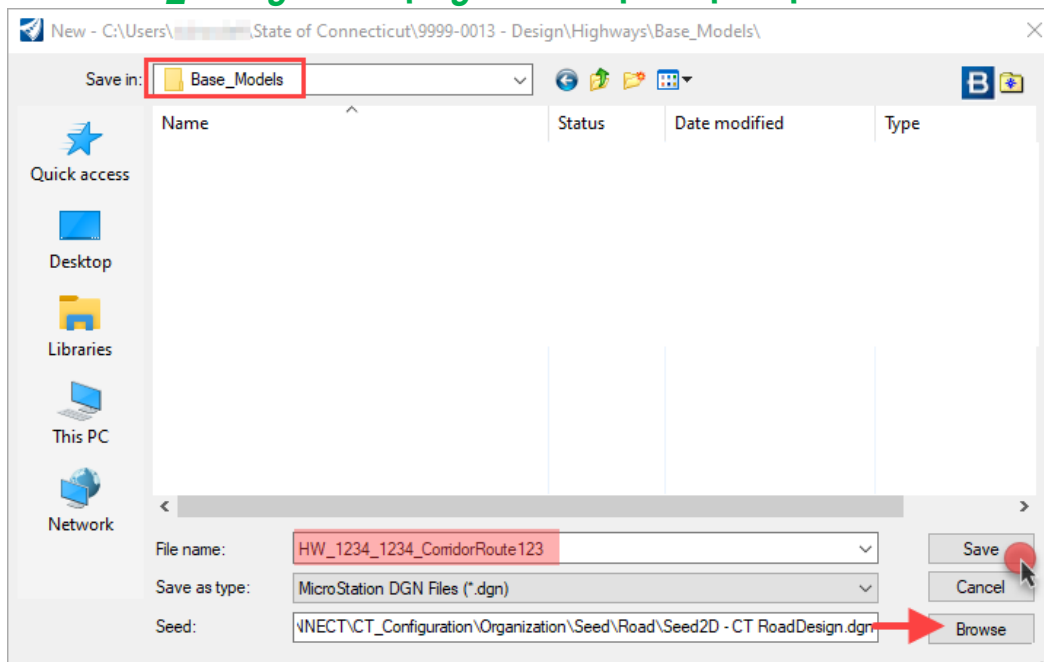 New - C:\Users\ \State of Connecticut\9999-0013 - Design\Highways\Base_Models\
Save in: Base_Models
B
Name Status Date modified Type
Quick access
Desktop
Libraries
This PC
Network
File name: HW_1234_1234_CorridorRoute123 Save
Save as type: MicroStation DGN Files (*.dgn) Cancel
Seed: \CT_Configuration\Organization\Seed\Road\Seed2D - CT RoadDesign.dgn Browse